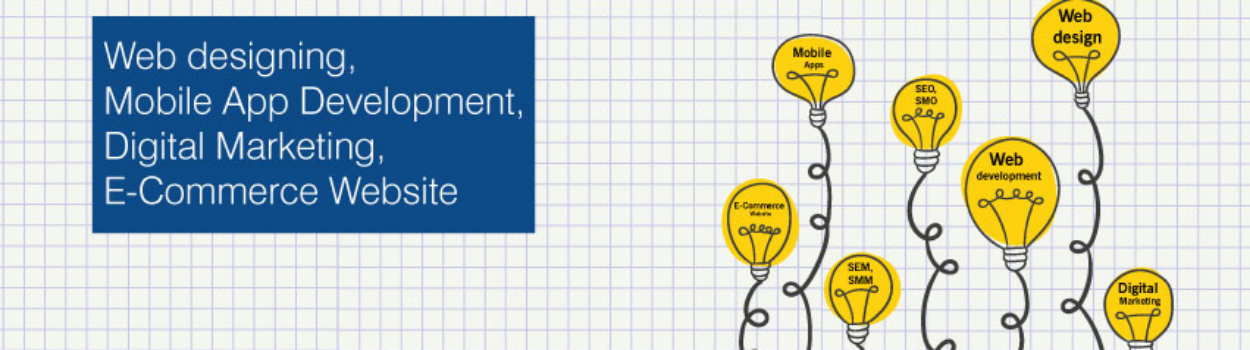 Web designing,
Mobile App Development,
Digital Marketing,
E-Commerce Website
Web
design
Mobile
Apps
SEO,
SMO
Web
development
E-Commerce
Website
SEM,
SMM
Digital
Marketing